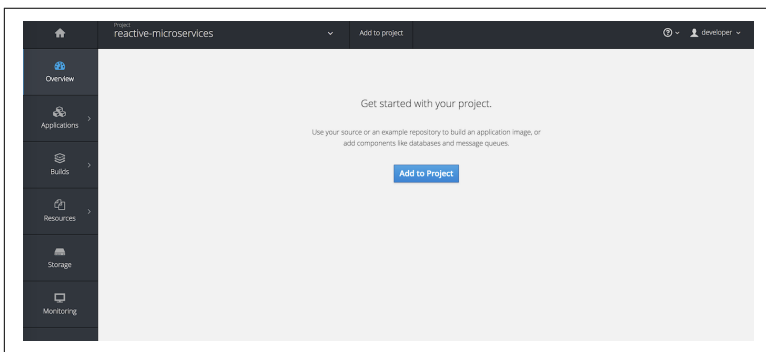 Project
reactive-microservices
Add to project
developer
Overview
Applications
Builds
Resources
Storage
Monitoring
Get started with your project.
Use your source or an example repository to build an application image, or
add components like databases and message queues.
Add to Project